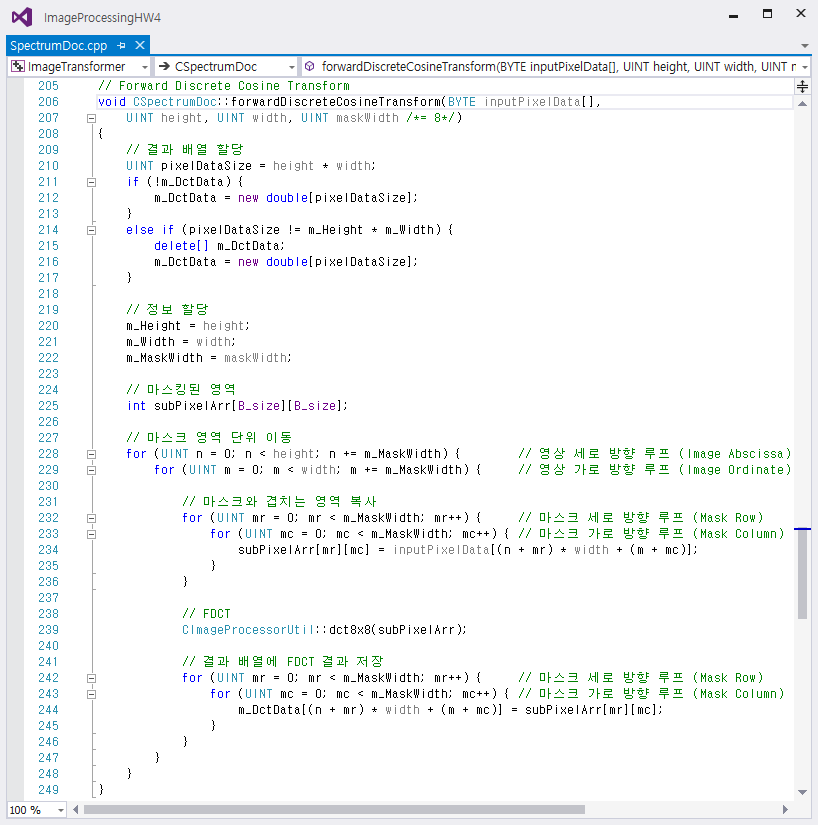 ImageProcessingHW4
SpectrumDoc.cpp
ImageTransformer CSpectrumDoc forwardDiscreteCosineTransform(BYTE inputPixelData[], UINT height, UINT width, UINT m
205 // Forward Discrete Cosine Transform
206 void CSpectrumDoc::forwardDiscreteCosineTransform(BYTE inputPixelData[],
207     UINT height, UINT width, UINT maskWidth /*= 8*/)
208 {
209     // 결과 배열 할당
210     UINT pixelDataSize = height * width;
211     if (!m_DctData) {
212         m_DctData = new double[pixelDataSize];
213     }
214     else if (pixelDataSize != m_Height * m_Width) {
215         delete[] m_DctData;
216         m_DctData = new double[pixelDataSize];
217     }
218
219     // 정보 할당
220     m_Height = height;
221     m_Width = width;
222     m_MaskWidth = maskWidth;
223
224     // 마스킹된 영역
225     int subPixelArr[B_size][B_size];
226
227     // 마스크 영역 단위 이동
228     for (UINT n = 0; n < height; n += m_MaskWidth) {        // 영상 세로 방향 루프 (Image Abscissa)
229         for (UINT m = 0; m < width; m += m_MaskWidth) {     // 영상 가로 방향 루프 (Image Ordinate)
230
231             // 마스크와 겹치는 영역 복사
232             for (UINT mr = 0; mr < m_MaskWidth; mr++) {     // 마스크 세로 방향 루프 (Mask Row)
233                 for (UINT mc = 0; mc < m_MaskWidth; mc++) { // 마스크 가로 방향 루프 (Mask Column)
234                     subPixelArr[mr][mc] = inputPixelData[(n + mr) * width + (m + mc)];
235                 }
236             }
237
238             // FDCT
239             CImageProcessorUtil::dct8x8(subPixelArr);
240
241             // 결과 배열에 FDCT 결과 저장
242             for (UINT mr = 0; mr < m_MaskWidth; mr++) {     // 마스크 세로 방향 루프 (Mask Row)
243                 for (UINT mc = 0; mc < m_MaskWidth; mc++) { // 마스크 가로 방향 루프 (Mask Column)
244                     m_DctData[(n + mr) * width + (m + mc)] = subPixelArr[mr][mc];
245                 }
246             }
247         }
248     }
249 }
100 %